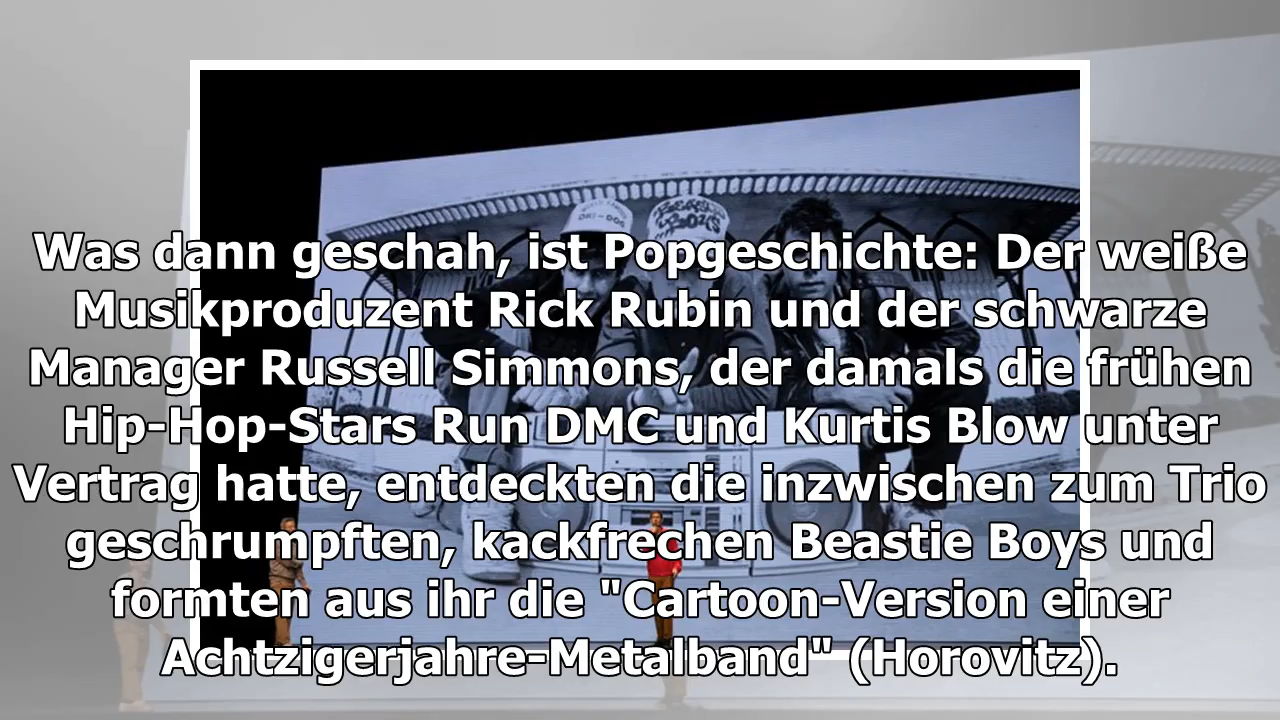 Was dann geschah, ist Popgeschichte: Der weiße
Musikproduzent Rick Rubin und der schwarze
Manager Russell Simmons, der damals die frühen
Hip-Hop-Stars Run DMC und Kurtis Blow unter
Vertrag hatte, entdeckten die inzwischen zum Trio
geschrumpften, kackfrechen Beastie Boys und
formten aus ihr die "Cartoon-Version einer
Achtzigerjahre-Metalband" (Horovitz).